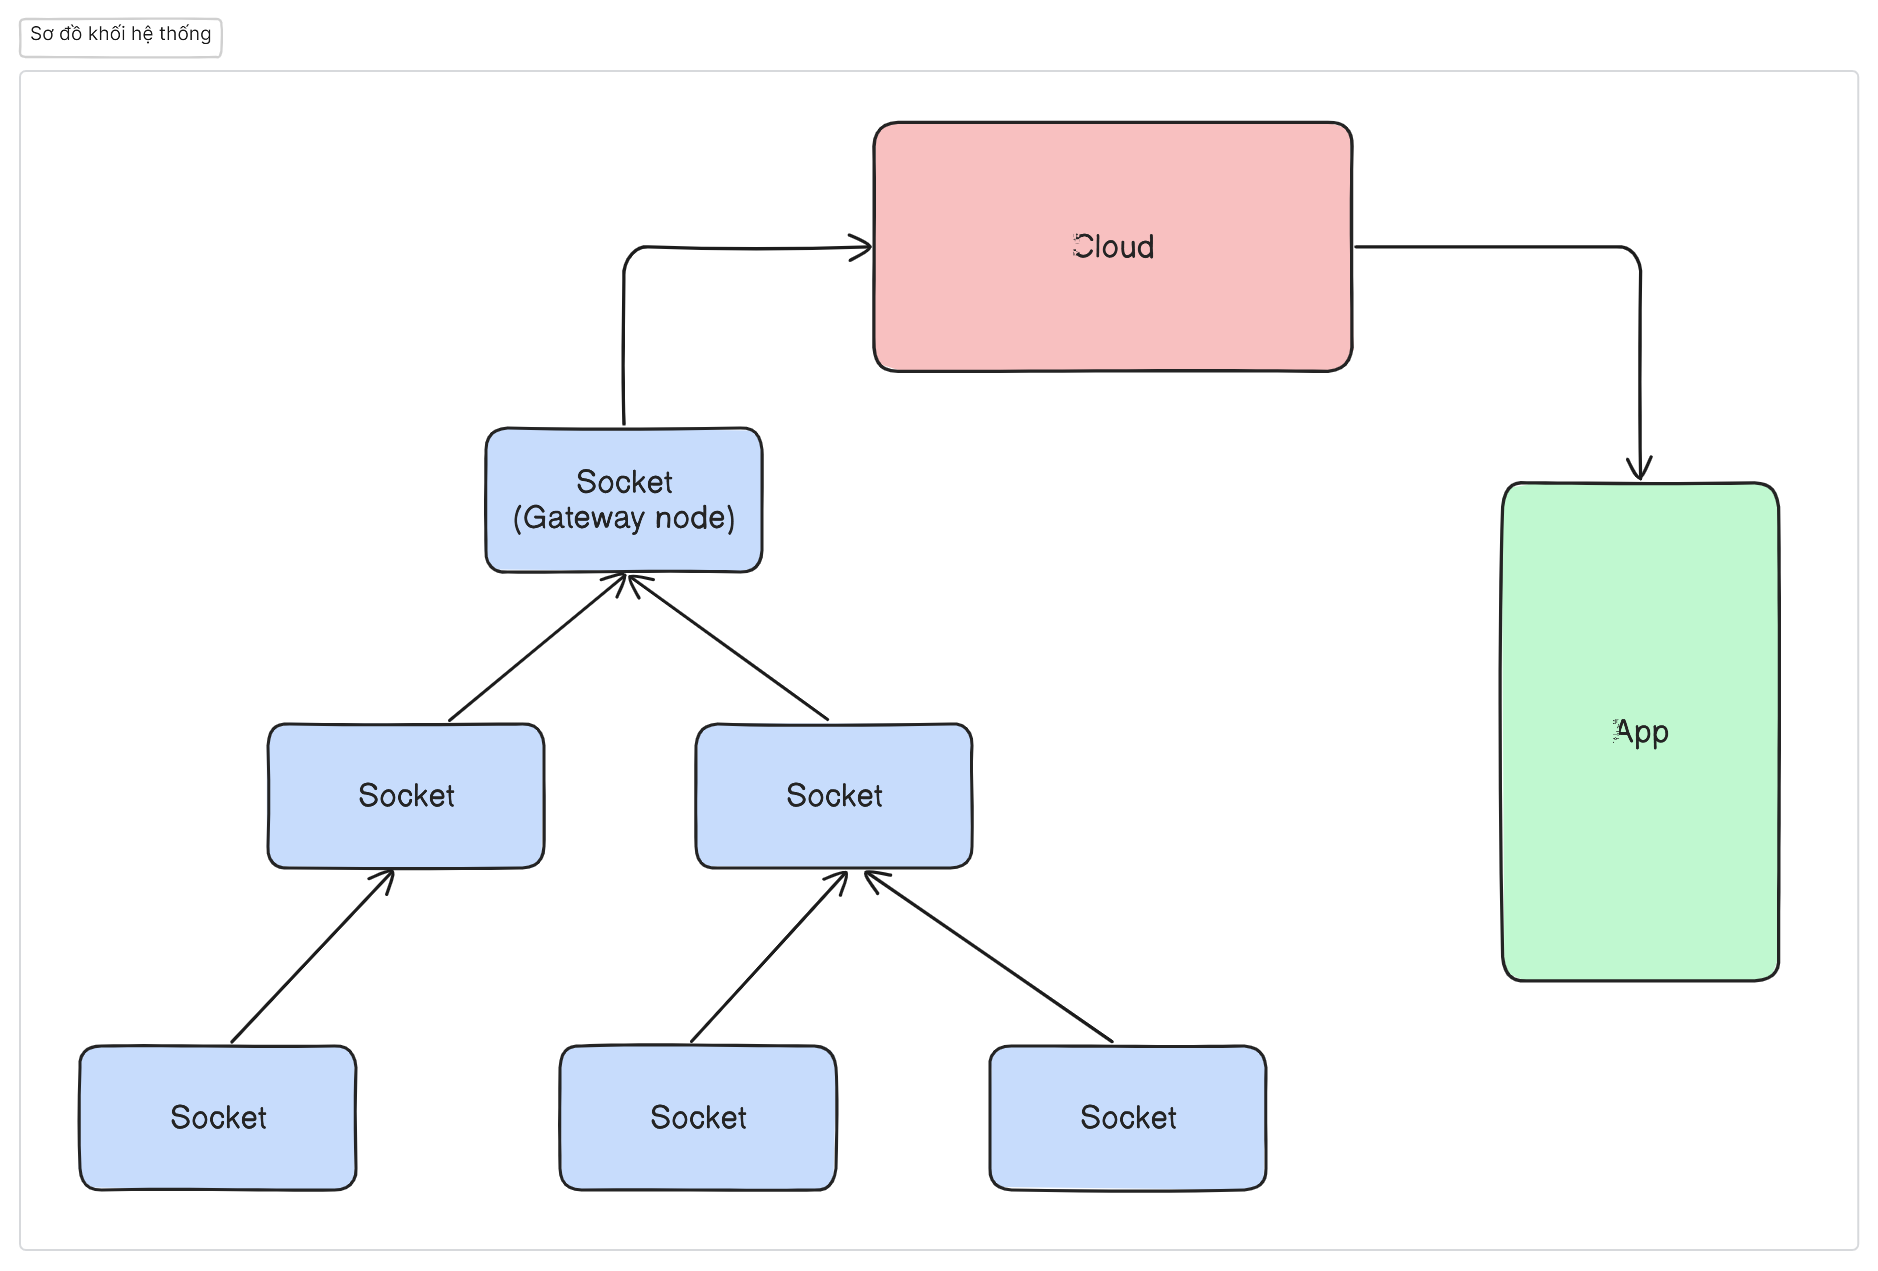 Sơ đồ khối hệ thống
Cloud
Socket
(Gateway node)
App
Socket
Socket
Socket
Socket
Socket